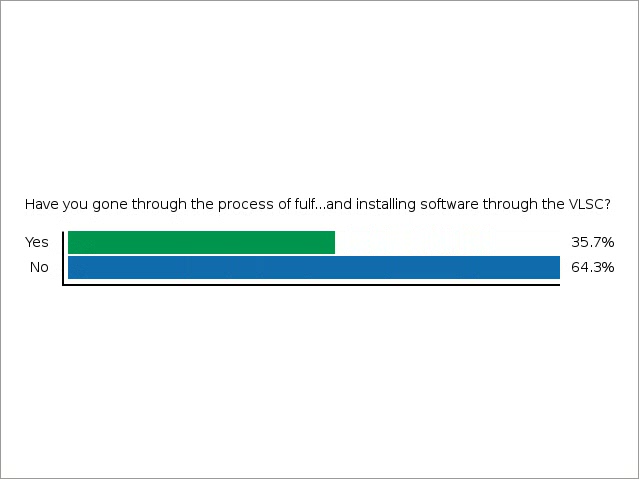 Have you gone through the process of fulf...and installing software through the VLSC?
Yes 35.7%
No 64.3%